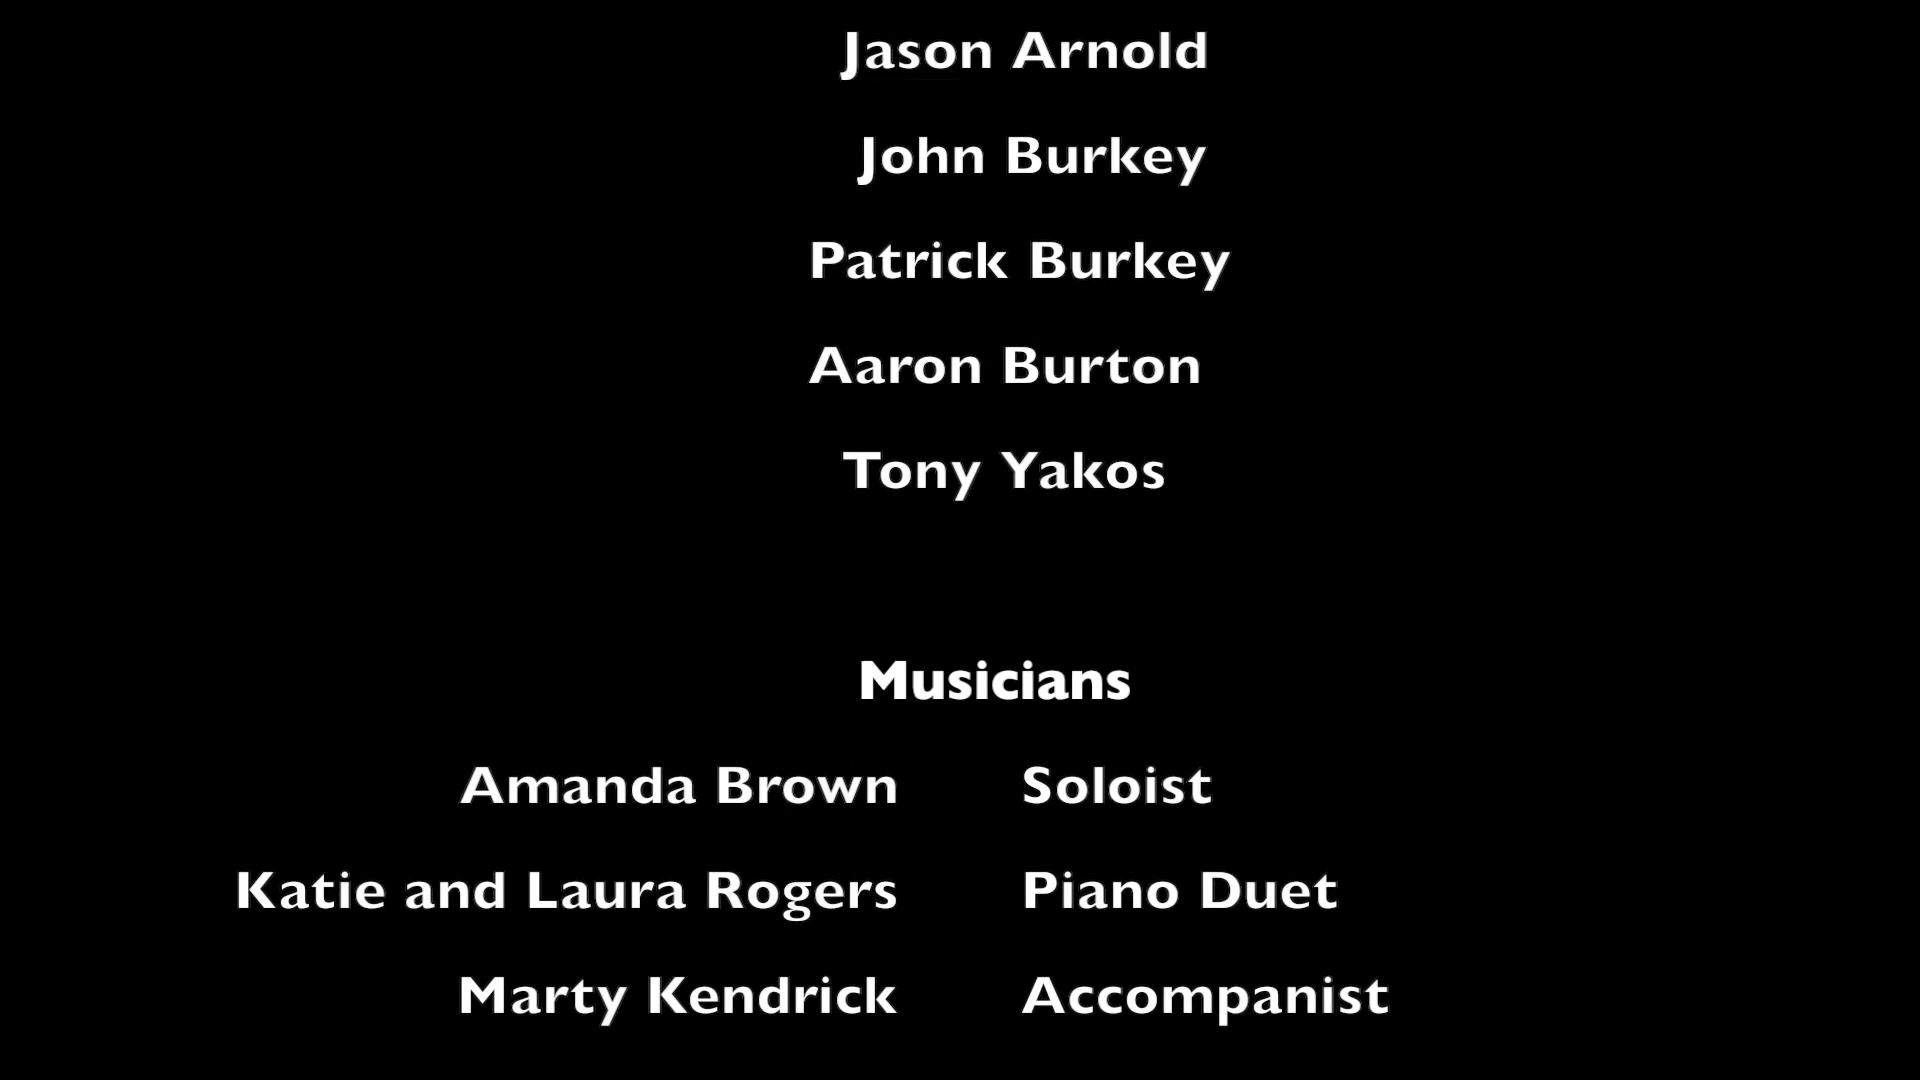 Jason Arnold
John Burkey
Patrick Burkey
Aaron Burton
Tony Yakos
Musicians
Amanda Brown Soloist
Katie and Laura Rogers Piano Duet
Marty Kendrick Accompanist